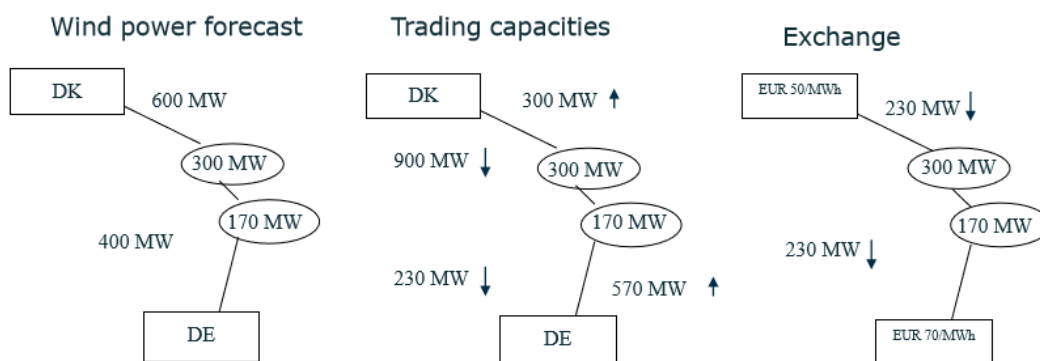 Wind power forecast
DK
600 MW
300 MW
170 MW
400 MW
DE
Trading capacities
DK
300 MW
900 MW
300 MW
170 MW
230 MW
570 MW
DE
Exchange
EUR 50/MWh
230 MW
300 MW
170 MW
230 MW
EUR 70/MWh